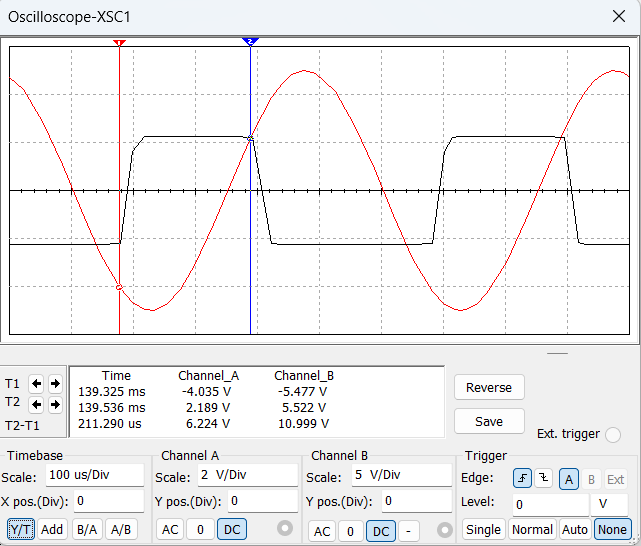 Oscilloscope-XSC1
1 2
Time Channel_A Channel_B
T1 139.325 ms -4.035 V -5.477 V
T2 139.536 ms 2.189 V 5.522 V
T2-T1 211.290 us 6.224 V 10.999 V
Reverse
Save
Ext. trigger
Timebase Channel A Channel B Trigger
Scale: 100 us/Div Scale: 2 V/Div Scale: 5 V/Div Edge: A B Ext
X pos.(Div): 0 Y pos.(Div): 0 Y pos.(Div): 0 Level: 0 V
Y/T Add B/A A/B AC 0 DC AC 0 DC - Single Normal Auto None